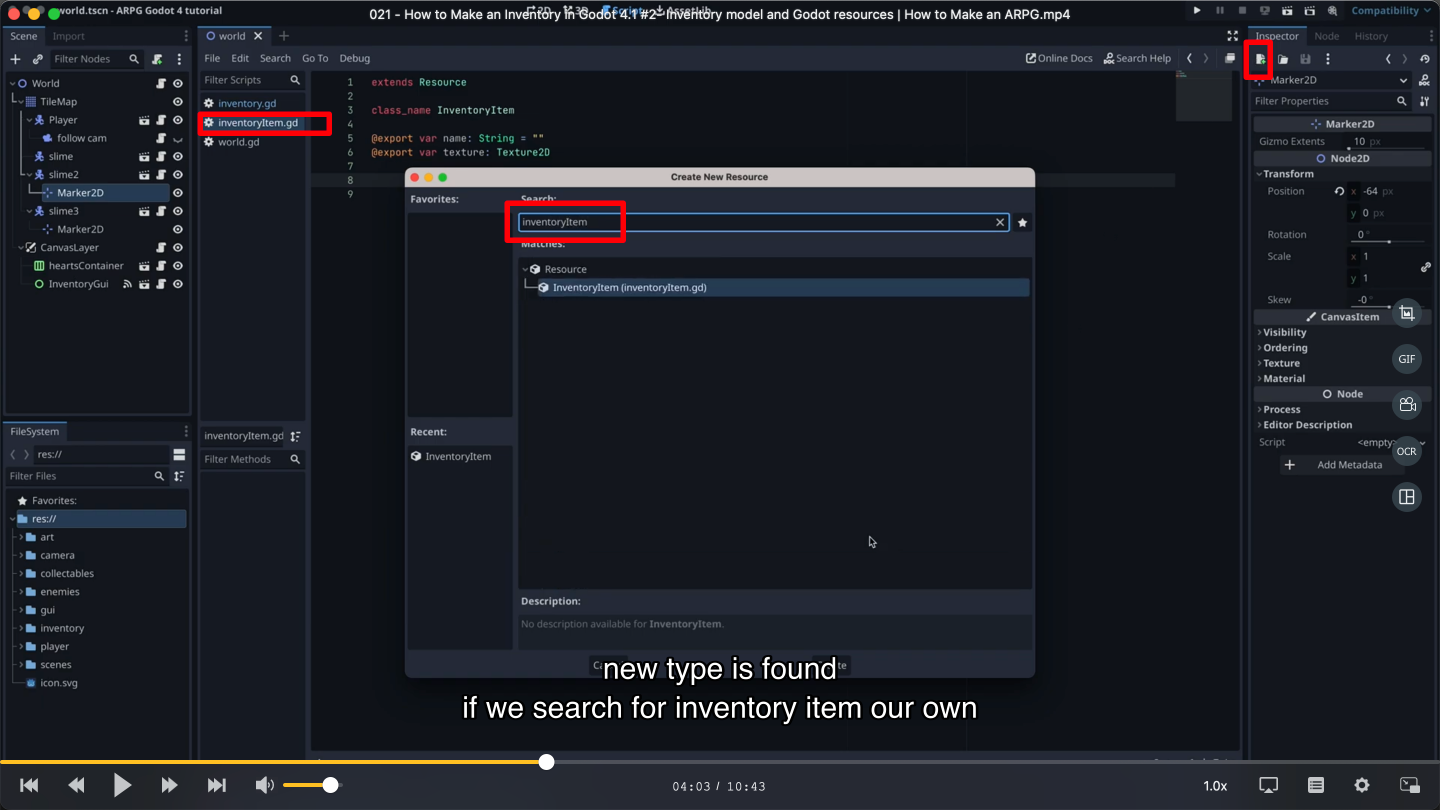 world.tscn - ARPG Godot 4 tutorial
021 - How to Make an Inventory in Godot 4.1 #2- Inventory model and Godot resources | How to Make an ARPG.mp4
2D 3D Script AssetLib
Compatibility
Scene Import
world
Inspector Node History
Filter Nodes
File Edit Search Go To Debug
Online Docs Search Help
Filter Scripts
World
TileMap
Player
follow cam
slime
slime2
Marker2D
slime3
Marker2D
CanvasLayer
heartsContainer
InventoryGui
inventory.gd
inventoryItem.gd
world.gd
1 extends Resource
2
3 class_name InventoryItem
4
5 @export var name: String = ""
6 @export var texture: Texture2D
7
8
9
Create New Resource
Favorites:
Search:
inventoryItem
Matches:
Resource
InventoryItem (inventoryItem.gd)
Recent:
InventoryItem
Description:
No description available for InventoryItem.
new type is found
if we search for inventory item our own
Marker2D
Filter Properties
Marker2D
Gizmo Extents 10 px
Node2D
Transform
Position x -64 px
y 0 px
Rotation 0 °
Scale x 1
y 1
Skew -0 °
CanvasItem
Visibility
Ordering
Texture
Material
Node
Process
Editor Description
Script <empty>
Add Metadata
GIF
OCR
FileSystem
res://
Filter Files
Favorites:
res://
art
camera
collectables
enemies
gui
inventory
player
scenes
icon.svg
inventoryItem.gd
Filter Methods
04:03 / 10:43
1.0x